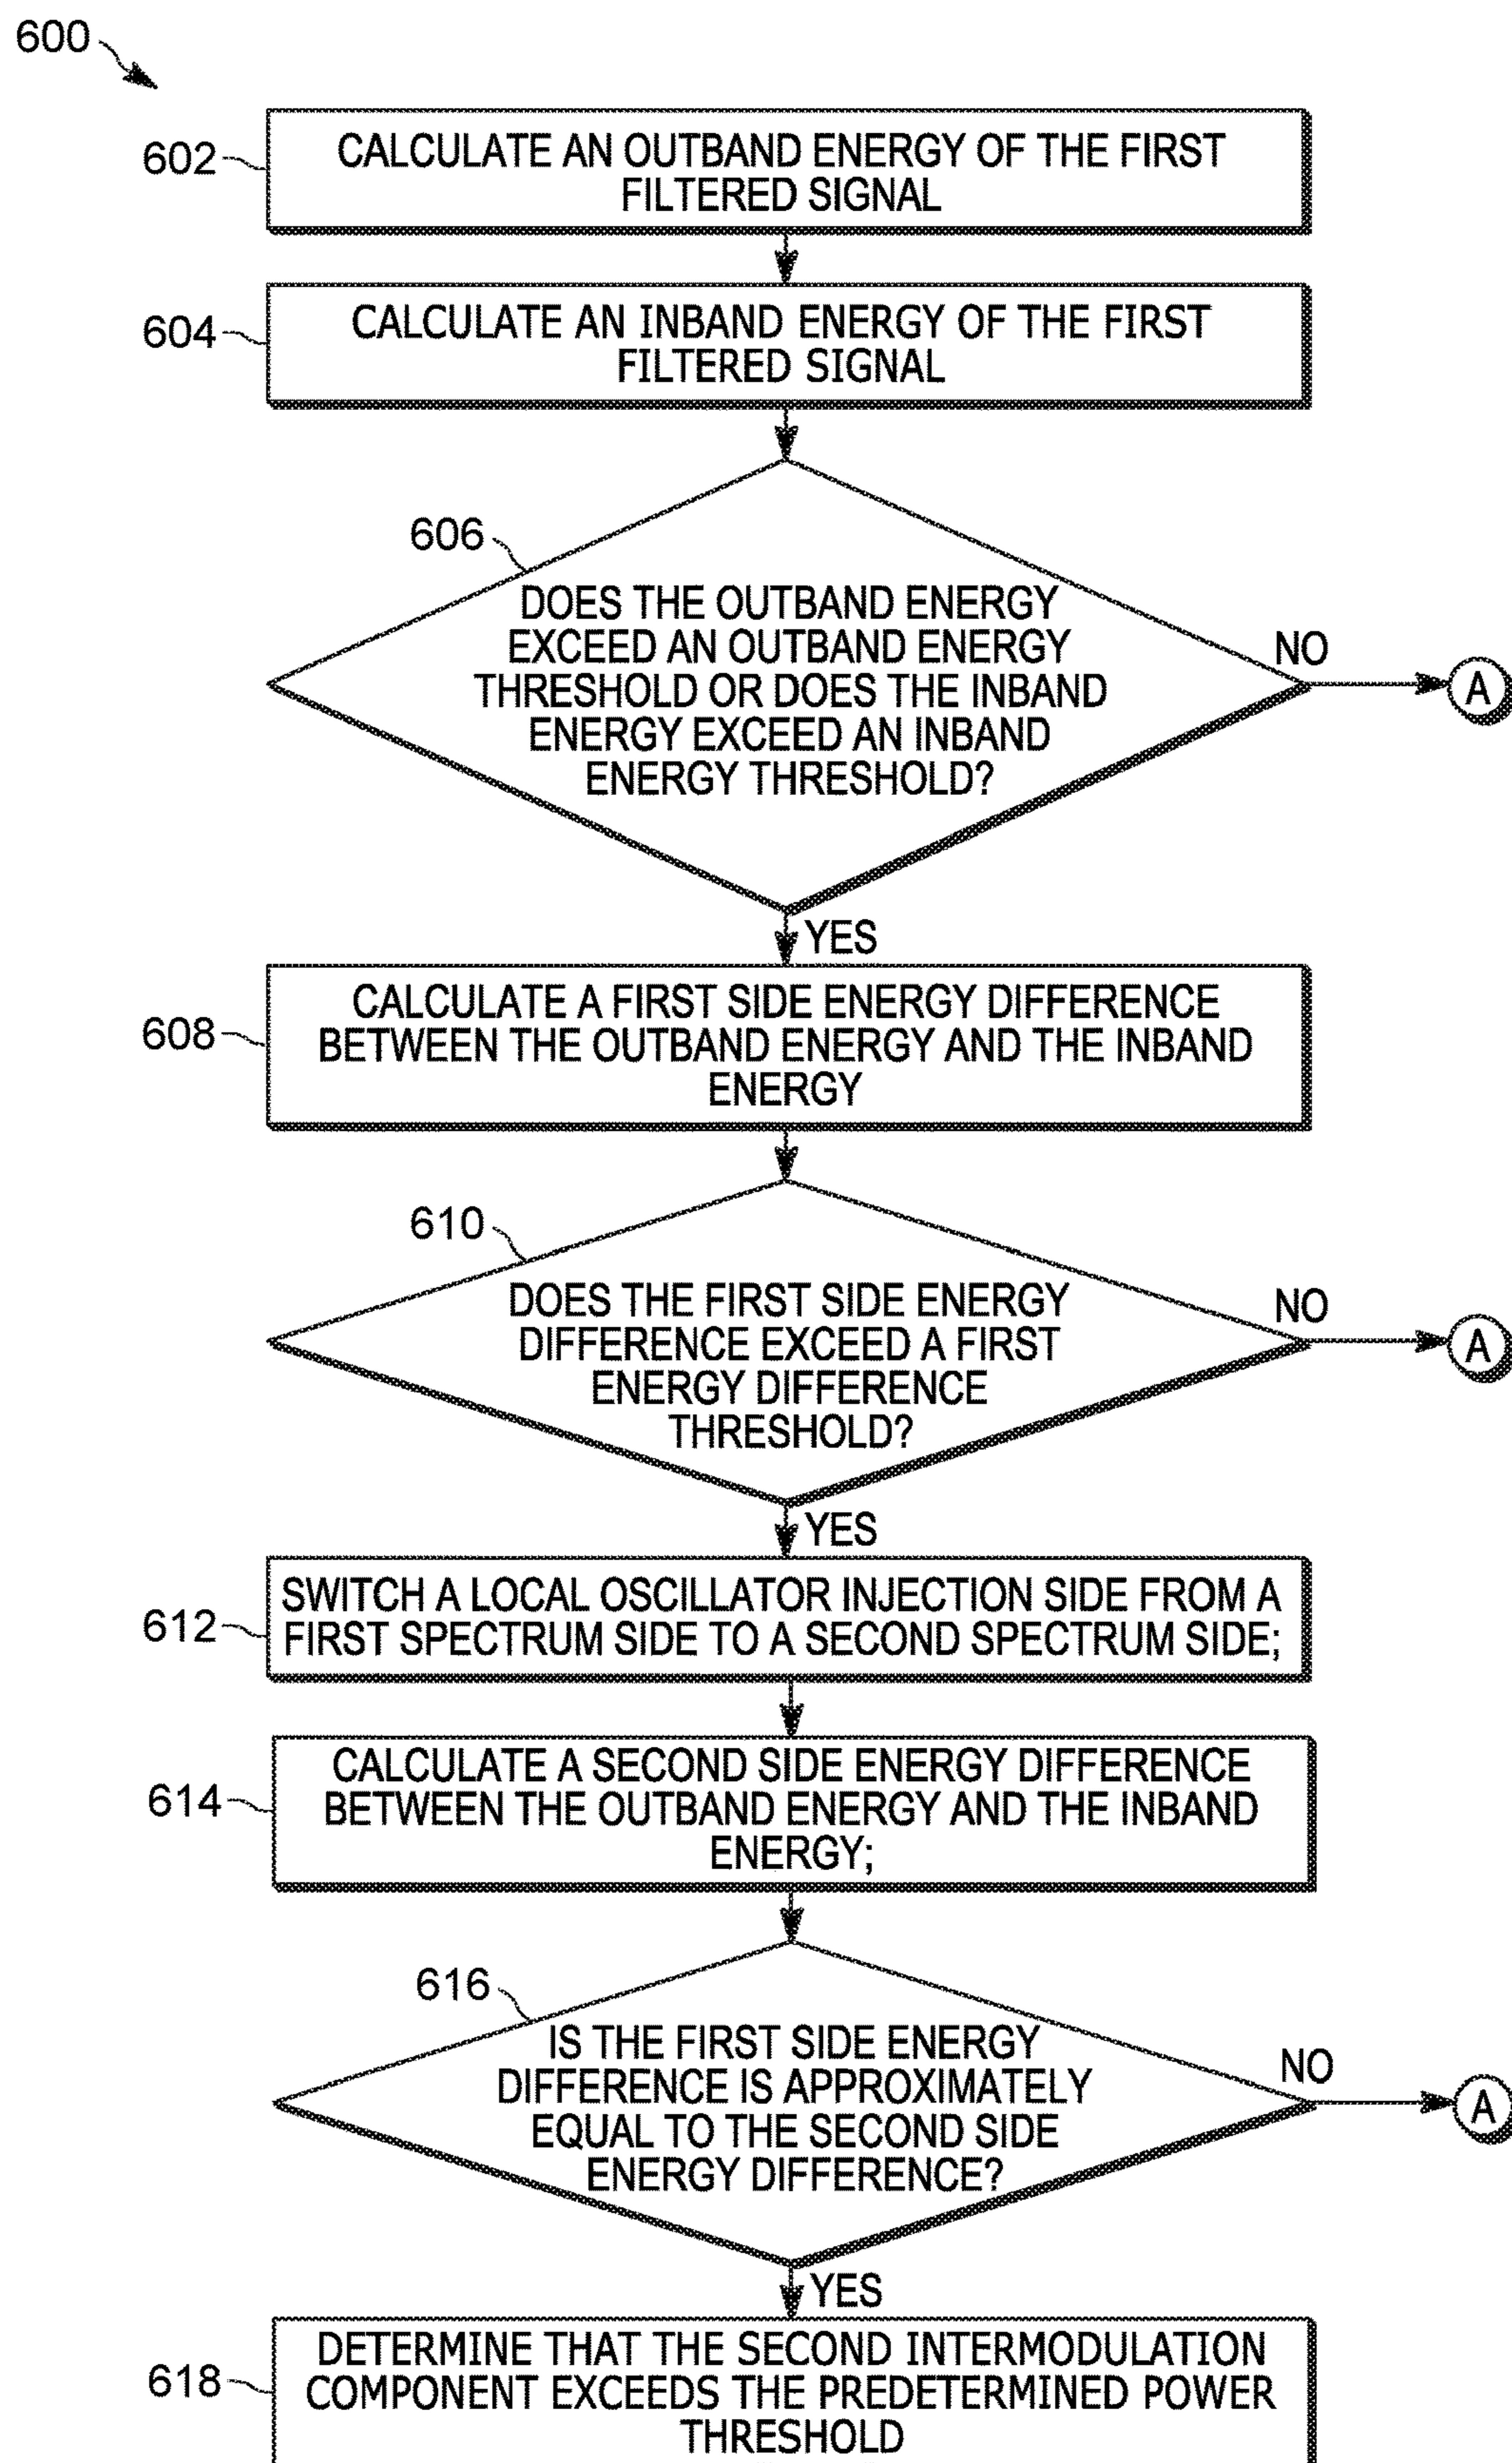 600
602
CALCULATE AN OUTBAND ENERGY OF THE FIRST
FILTERED SIGNAL
604
CALCULATE AN INBAND ENERGY OF THE FIRST
FILTERED SIGNAL
606
DOES THE OUTBAND ENERGY
EXCEED AN OUTBAND ENERGY
THRESHOLD OR DOES THE INBAND
ENERGY EXCEED AN INBAND
ENERGY THRESHOLD?
NO
A
YES
608
CALCULATE A FIRST SIDE ENERGY DIFFERENCE
BETWEEN THE OUTBAND ENERGY AND THE INBAND
ENERGY
610
DOES THE FIRST SIDE ENERGY
DIFFERENCE EXCEED A FIRST
ENERGY DIFFERENCE
THRESHOLD?
NO
A
YES
612
SWITCH A LOCAL OSCILLATOR INJECTION SIDE FROM A
FIRST SPECTRUM SIDE TO A SECOND SPECTRUM SIDE;
614
CALCULATE A SECOND SIDE ENERGY DIFFERENCE
BETWEEN THE OUTBAND ENERGY AND THE INBAND
ENERGY;
616
IS THE FIRST SIDE ENERGY
DIFFERENCE IS APPROXIMATELY
EQUAL TO THE SECOND SIDE
ENERGY DIFFERENCE?
NO
A
YES
618
DETERMINE THAT THE SECOND INTERMODULATION
COMPONENT EXCEEDS THE PREDETERMINED POWER
THRESHOLD